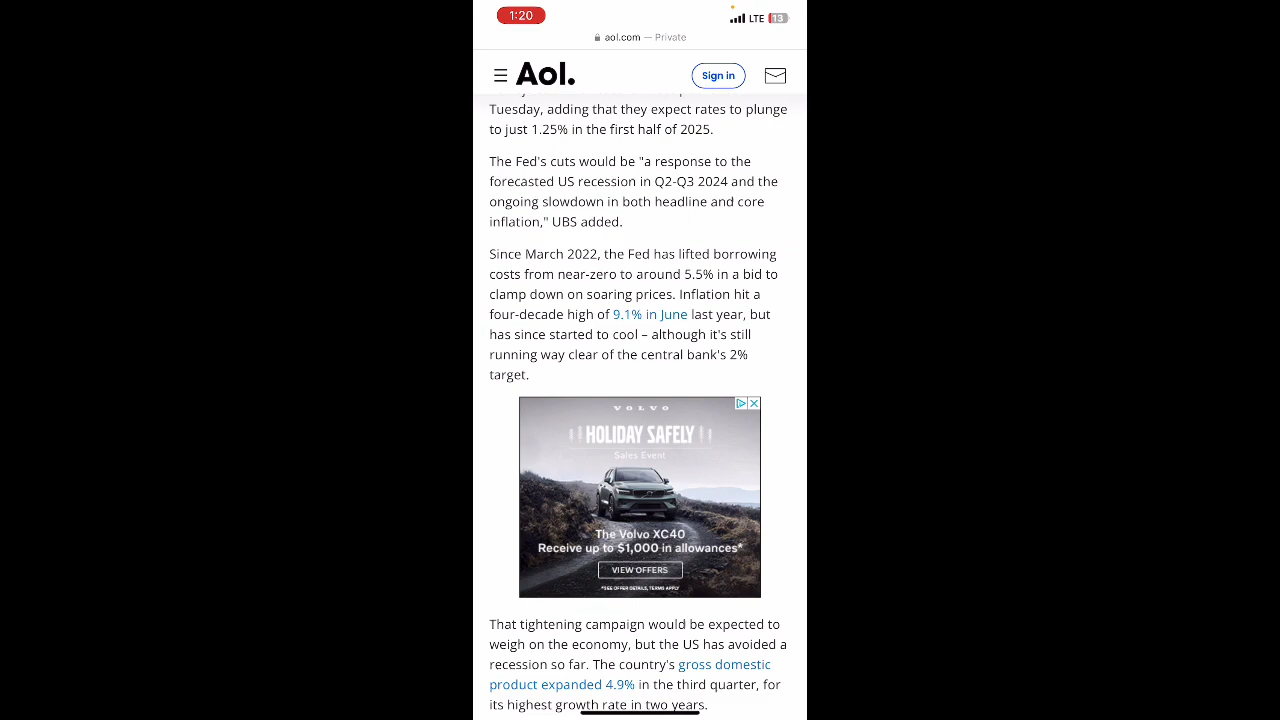 1:20
LTE 13
aol.com — Private
Aol.
Sign in
Tuesday, adding that they expect rates to plunge
to just 1.25% in the first half of 2025.
The Fed's cuts would be "a response to the
forecasted US recession in Q2-Q3 2024 and the
ongoing slowdown in both headline and core
inflation," UBS added.
Since March 2022, the Fed has lifted borrowing
costs from near-zero to around 5.5% in a bid to
clamp down on soaring prices. Inflation hit a
four-decade high of 9.1% in June last year, but
has since started to cool – although it's still
running way clear of the central bank's 2%
target.
VOLVO
HOLIDAY SAFELY
Sales Event
The Volvo XC40
Receive up to $1,000 in allowances*
VIEW OFFERS
*SEE OFFER DETAILS, TERMS APPLY
That tightening campaign would be expected to
weigh on the economy, but the US has avoided a
recession so far. The country's gross domestic
product expanded 4.9% in the third quarter, for
its highest growth rate in two years.